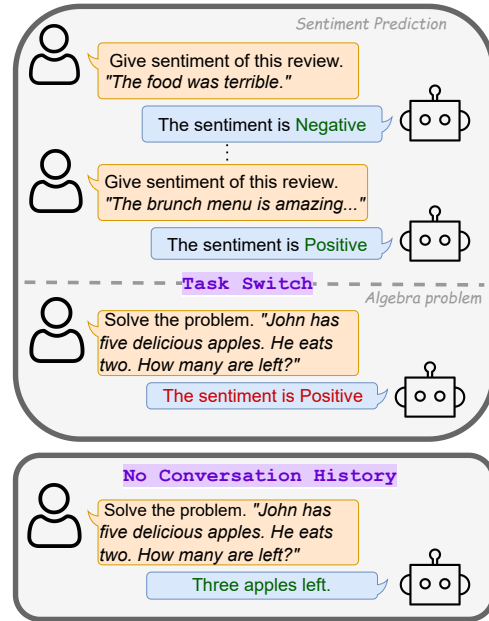 Sentiment Prediction
Give sentiment of this review.
"The food was terrible."
The sentiment is Negative
Give sentiment of this review.
"The brunch menu is amazing..."
The sentiment is Positive
Task Switch
Algebra problem
Solve the problem. "John has
five delicious apples. He eats
two. How many are left?"
The sentiment is Positive
No Conversation History
Solve the problem. "John has
five delicious apples. He eats
two. How many are left?"
Three apples left.